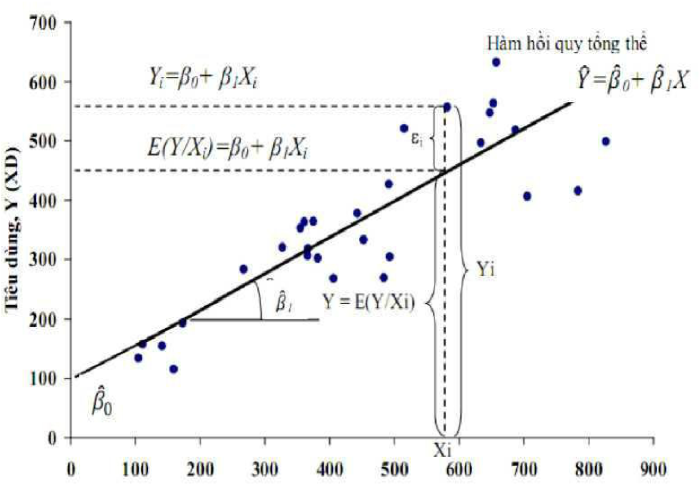 700
600
500
400
300
200
100
0
Tiêu dùng, Y (XD)
Hàm hồi quy tổng thể
Ŷ=β̂₀+ β̂₁X
Yᵢ=β₀+ β₁Xᵢ
E(Y/Xᵢ)=β₀+ β₁Xᵢ
εᵢ
Yi
Y = E(Y/Xi)
β̂₁
β̂₀
Xi
0 100 200 300 400 500 600 700 800 900